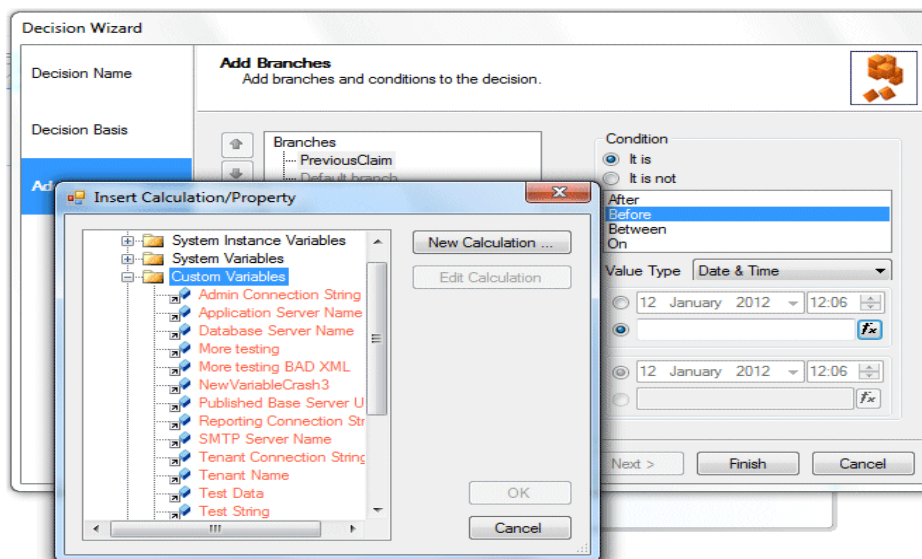 Decision Wizard
Decision Name
Decision Basis
Add Branches
Add branches and conditions to the decision.
Branches
PreviousClaim
Default branch
Condition
It is
It is not
After
Before
Between
On
Value Type
Date & Time
12 January 2012
12:06
fx
12 January 2012
12:06
fx
Next >
Finish
Cancel
Insert Calculation/Property
System Instance Variables
System Variables
Custom Variables
Admin Connection String
Application Server Name
Database Server Name
More testing
More testing BAD XML
NewVariableCrash3
Published Base Server U
Reporting Connection Str
SMTP Server Name
Tenant Connection String
Tenant Name
Test Data
Test String
New Calculation ...
Edit Calculation
OK
Cancel